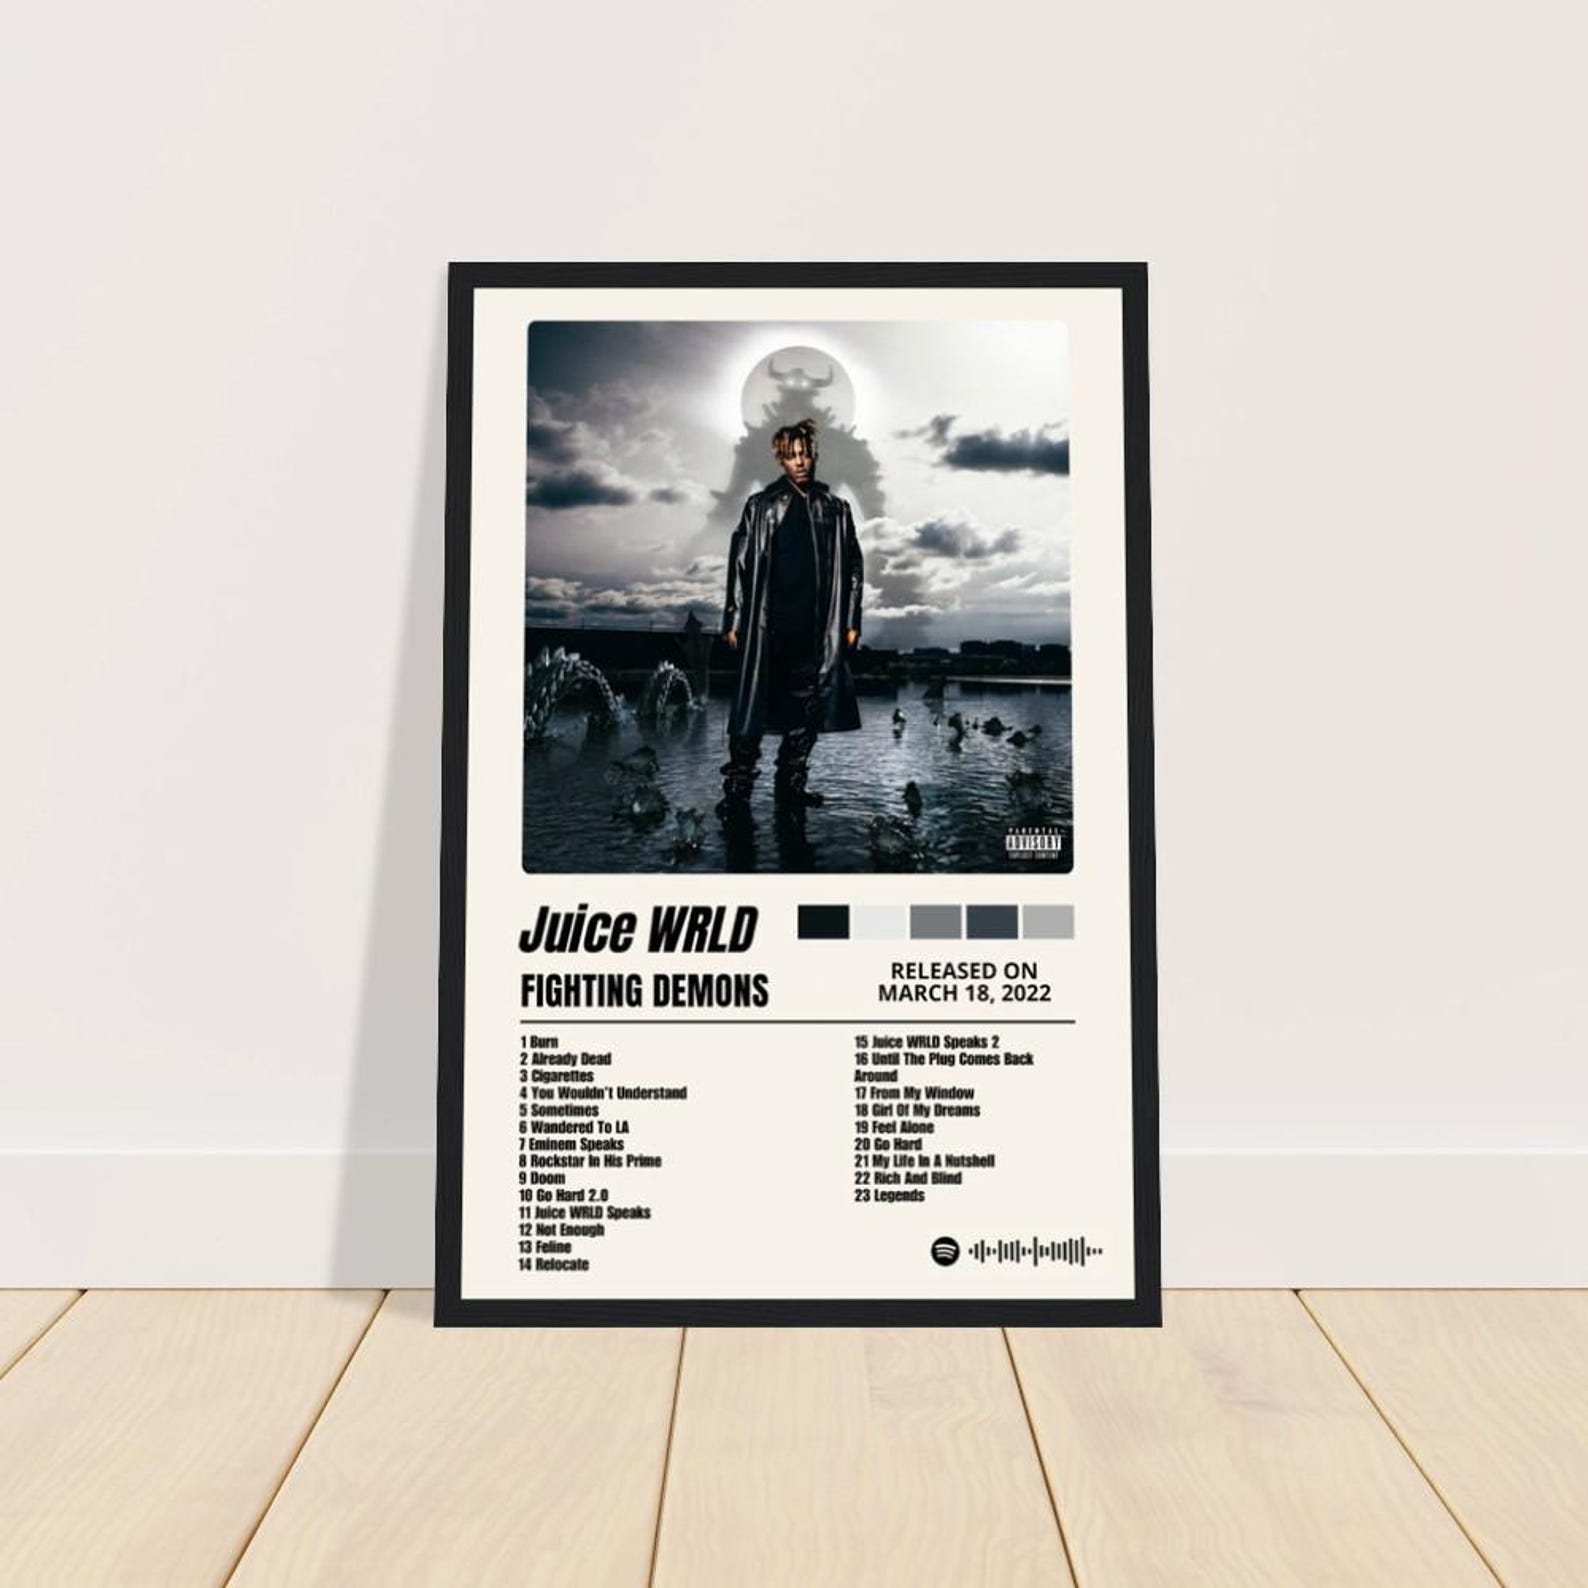 PARENTAL
ADVISORY
EXPLICIT CONTENT
Juice WRLD
FIGHTING DEMONS
RELEASED ON
MARCH 18, 2022
1 Burn
2 Already Dead
3 Cigarettes
4 You Wouldn't Understand
5 Sometimes
6 Wandered To LA
7 Eminem Speaks
8 Rockstar In His Prime
9 Doom
10 Go Hard 2.0
11 Juice WRLD Speaks
12 Not Enough
13 Feline
14 Relocate
15 Juice WRLD Speaks 2
16 Until The Plug Comes Back
Around
17 From My Window
18 Girl Of My Dreams
19 Feel Alone
20 Go Hard
21 My Life In A Nutshell
22 Rich And Blind
23 Legends